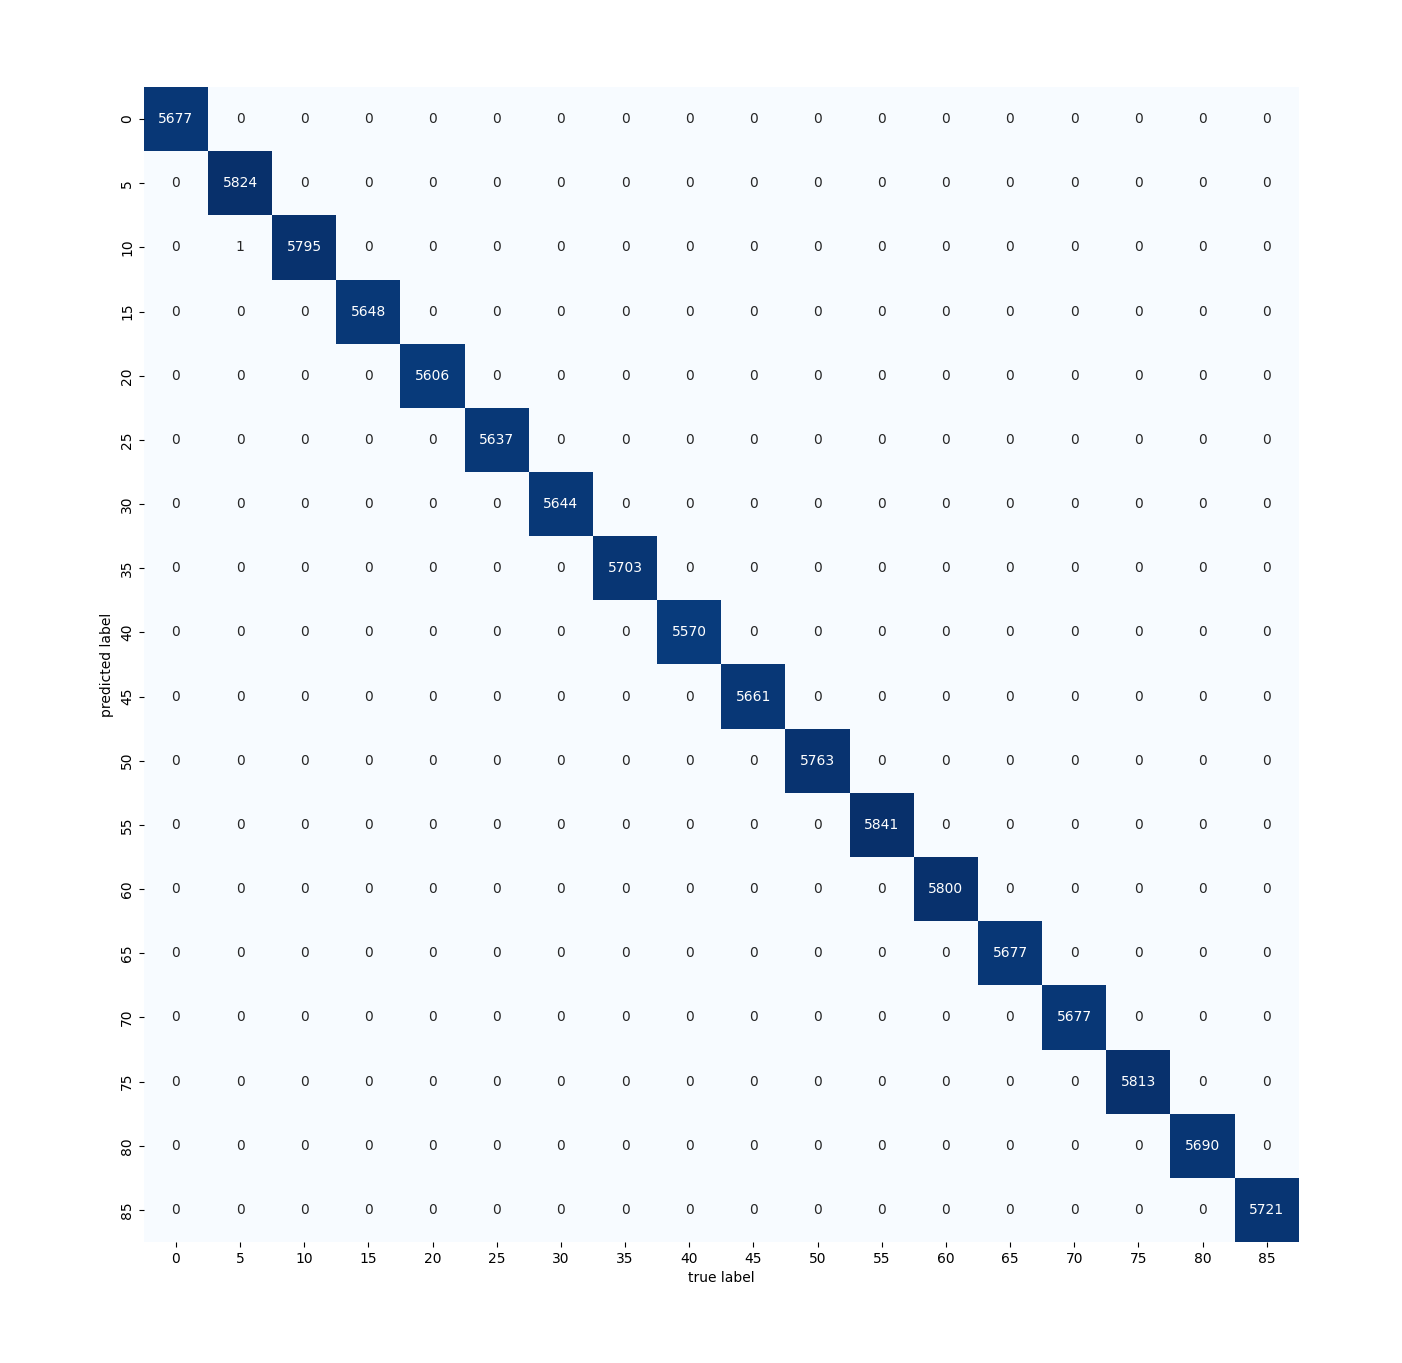 0 5677 0 0 0 0 0 0 0 0 0 0 0 0 0 0 0 0 0
5 0 5824 0 0 0 0 0 0 0 0 0 0 0 0 0 0 0 0
10 0 1 5795 0 0 0 0 0 0 0 0 0 0 0 0 0 0 0
15 0 0 0 5648 0 0 0 0 0 0 0 0 0 0 0 0 0 0
20 0 0 0 0 5606 0 0 0 0 0 0 0 0 0 0 0 0 0
25 0 0 0 0 0 5637 0 0 0 0 0 0 0 0 0 0 0 0
30 0 0 0 0 0 0 5644 0 0 0 0 0 0 0 0 0 0 0
35 0 0 0 0 0 0 0 5703 0 0 0 0 0 0 0 0 0 0
40 0 0 0 0 0 0 0 0 5570 0 0 0 0 0 0 0 0 0
predicted label
45 0 0 0 0 0 0 0 0 0 5661 0 0 0 0 0 0 0 0
50 0 0 0 0 0 0 0 0 0 0 5763 0 0 0 0 0 0 0
55 0 0 0 0 0 0 0 0 0 0 0 5841 0 0 0 0 0 0
60 0 0 0 0 0 0 0 0 0 0 0 0 5800 0 0 0 0 0
65 0 0 0 0 0 0 0 0 0 0 0 0 0 5677 0 0 0 0
70 0 0 0 0 0 0 0 0 0 0 0 0 0 0 5677 0 0 0
75 0 0 0 0 0 0 0 0 0 0 0 0 0 0 0 5813 0 0
80 0 0 0 0 0 0 0 0 0 0 0 0 0 0 0 0 5690 0
85 0 0 0 0 0 0 0 0 0 0 0 0 0 0 0 0 0 5721
0 5 10 15 20 25 30 35 40 45 50 55 60 65 70 75 80 85
true label